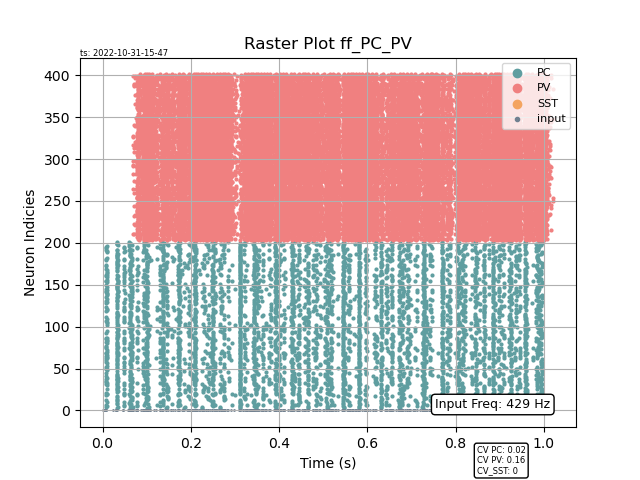 ts: 2022-10-31-15-47
Raster Plot ff_PC_PV
400
350
300
250
200
150
100
50
0
Neuron Indicies
PC
PV
SST
input
Input Freq: 429 Hz
0.0 0.2 0.4 0.6 0.8 1.0
Time (s)
CV PC: 0.02
CV PV: 0.16
CV_SST: 0